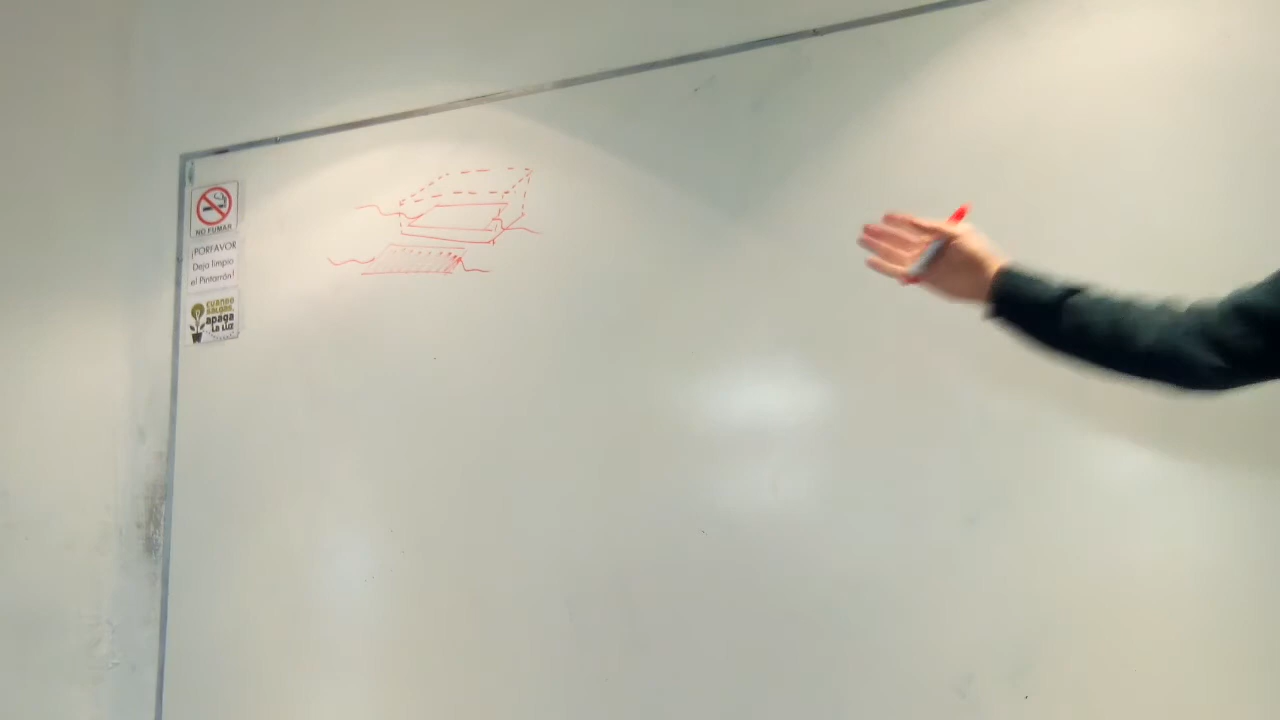 NO FUMAR
¡PORFAVOR
Deja limpio
el Pintarrón!
CUANDO
SALGAS,
apaga
LA LUZ